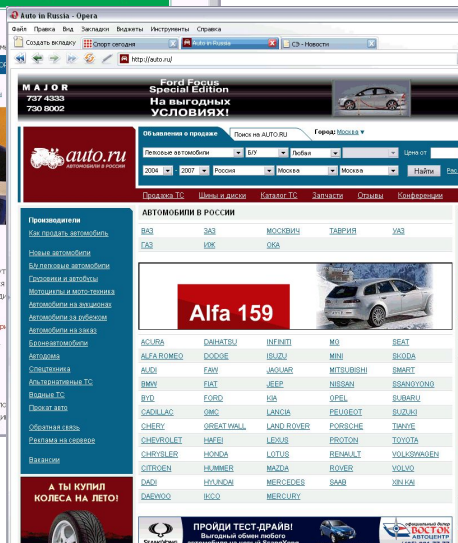 Auto in Russia - Opera
Файл Правка Вид Закладки Виджеты Инструменты Справка
Создать вкладку Спорт сегодня Auto in Russia СЭ - Новости
http://auto.ru/
MAJOR
737 4333
730 8002
Ford Focus
Special Edition
На выгодных
УСЛОВИЯХ!
auto.ru
АВТОМОБИЛИ В РОССИИ
Объявления о продаже Поиск на AUTO.RU Город: Москва
Легковые автомобили Б/У Любая Цена от
2004 - 2007 Россия Москва Москва Найти Рас
Продажа ТС Шины и диски Каталог ТС Запчасти Отзывы Конференции
Производители
Как продать автомобиль
Новые автомобили
Б/у легковые автомобили
Грузовики и автобусы
Мотоциклы и мото-техника
Автомобили на аукционах
Автомобили за рубежом
Автомобили на заказ
Бронеавтомобили
Автодома
Спецтехника
Альтернативные ТС
Водные ТС
Прокат авто
Обратная связь
Реклама на сервере
Вакансии
А ТЫ КУПИЛ
КОЛЕСА НА ЛЕТО!
АВТОМОБИЛИ В РОССИИ
ВАЗ ЗАЗ МОСКВИЧ ТАВРИЯ УАЗ
ГАЗ ИЖ ОКА
Alfa 159
ACURA DAIHATSU INFINITI MG SEAT
ALFA ROMEO DODGE ISUZU MINI SKODA
AUDI FAW JAGUAR MITSUBISHI SMART
BMW FIAT JEEP NISSAN SSANGYONG
BYD FORD KIA OPEL SUBARU
CADILLAC GMC LANCIA PEUGEOT SUZUKI
CHERY GREAT WALL LAND ROVER PORSCHE TIANYE
CHEVROLET HAFEI LEXUS PROTON TOYOTA
CHRYSLER HONDA LOTUS RENAULT VOLKSWAGEN
CITROEN HUMMER MAZDA ROVER VOLVO
DADI HYUNDAI MERCEDES SAAB XIN KAI
DAEWOO IKCO MERCURY
ПРОЙДИ ТЕСТ-ДРАЙВ!
Выгодный обмен любого
официальный дилер
ВОСТОК
АВТОЦЕНТР